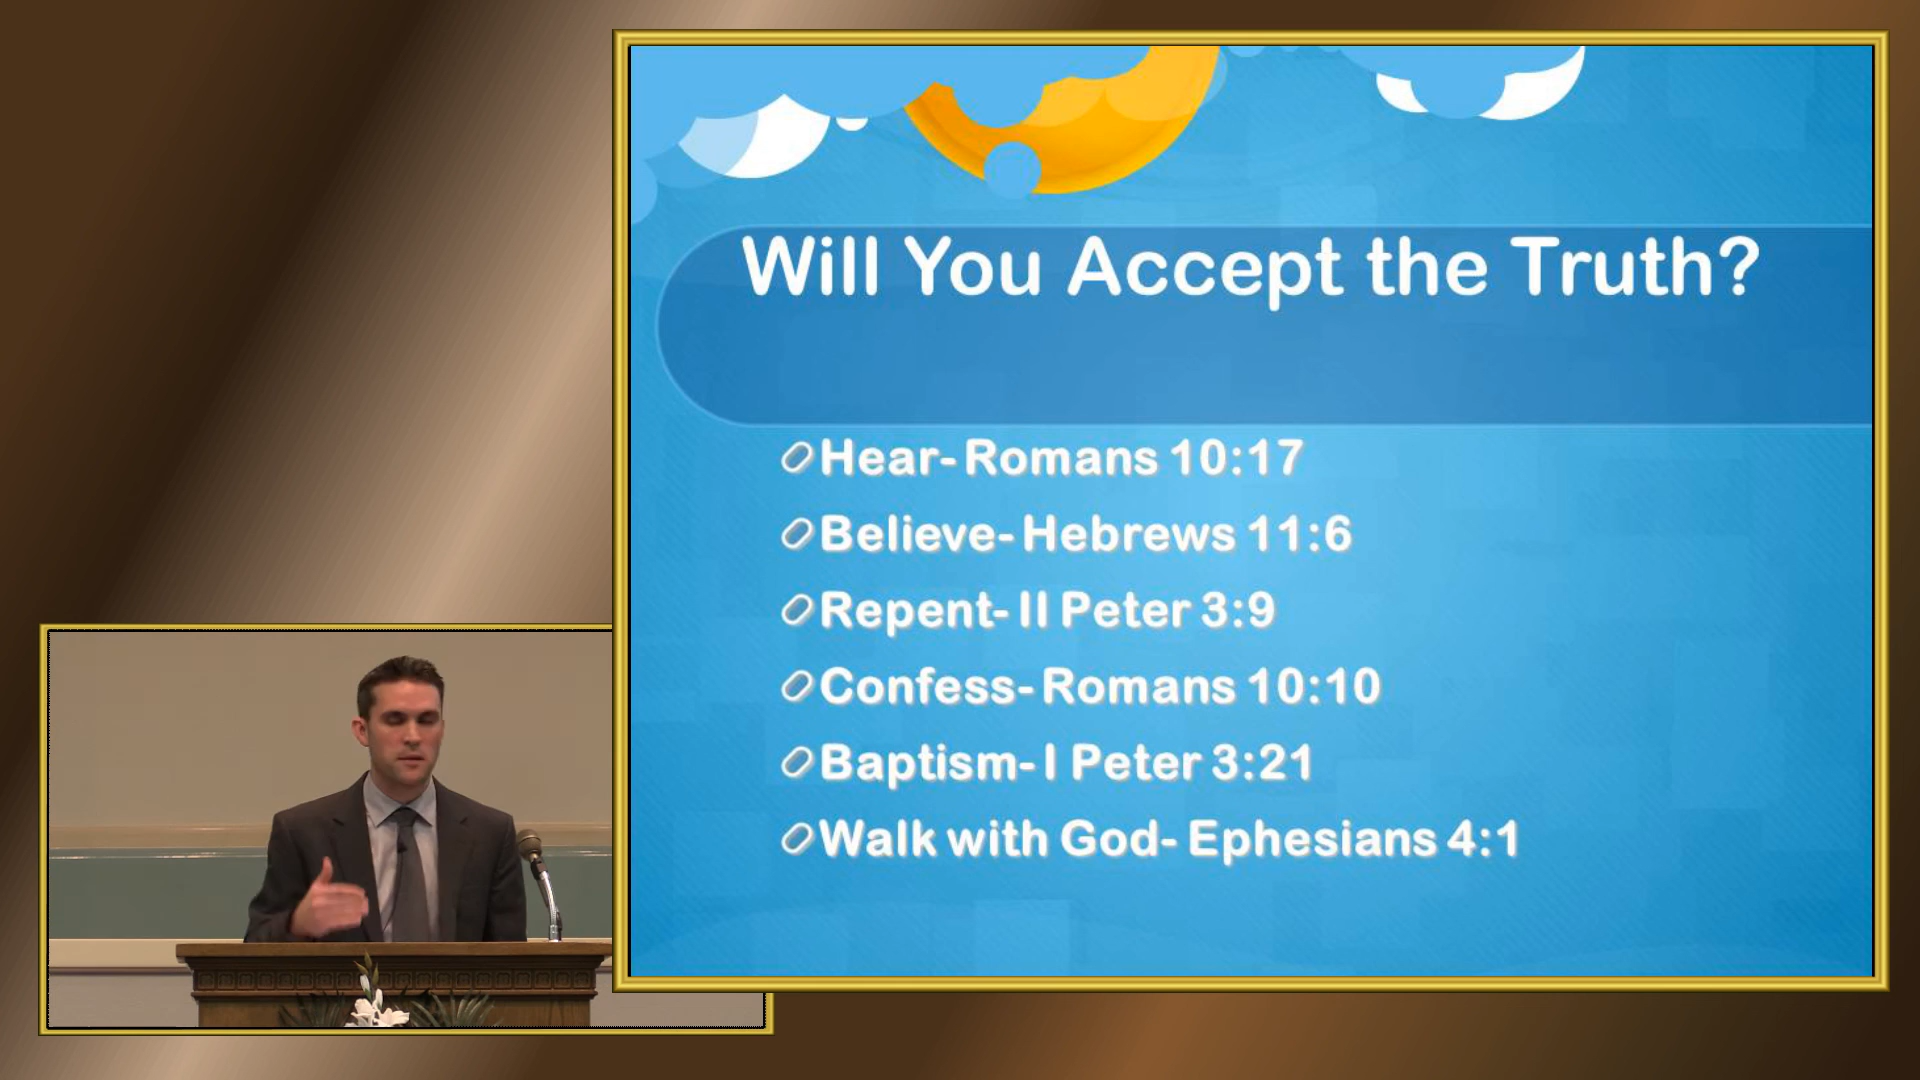 Will You Accept the Truth?
Hear- Romans 10:17
Believe- Hebrews 11:6
Repent- II Peter 3:9
Confess- Romans 10:10
Baptism- I Peter 3:21
Walk with God- Ephesians 4:1